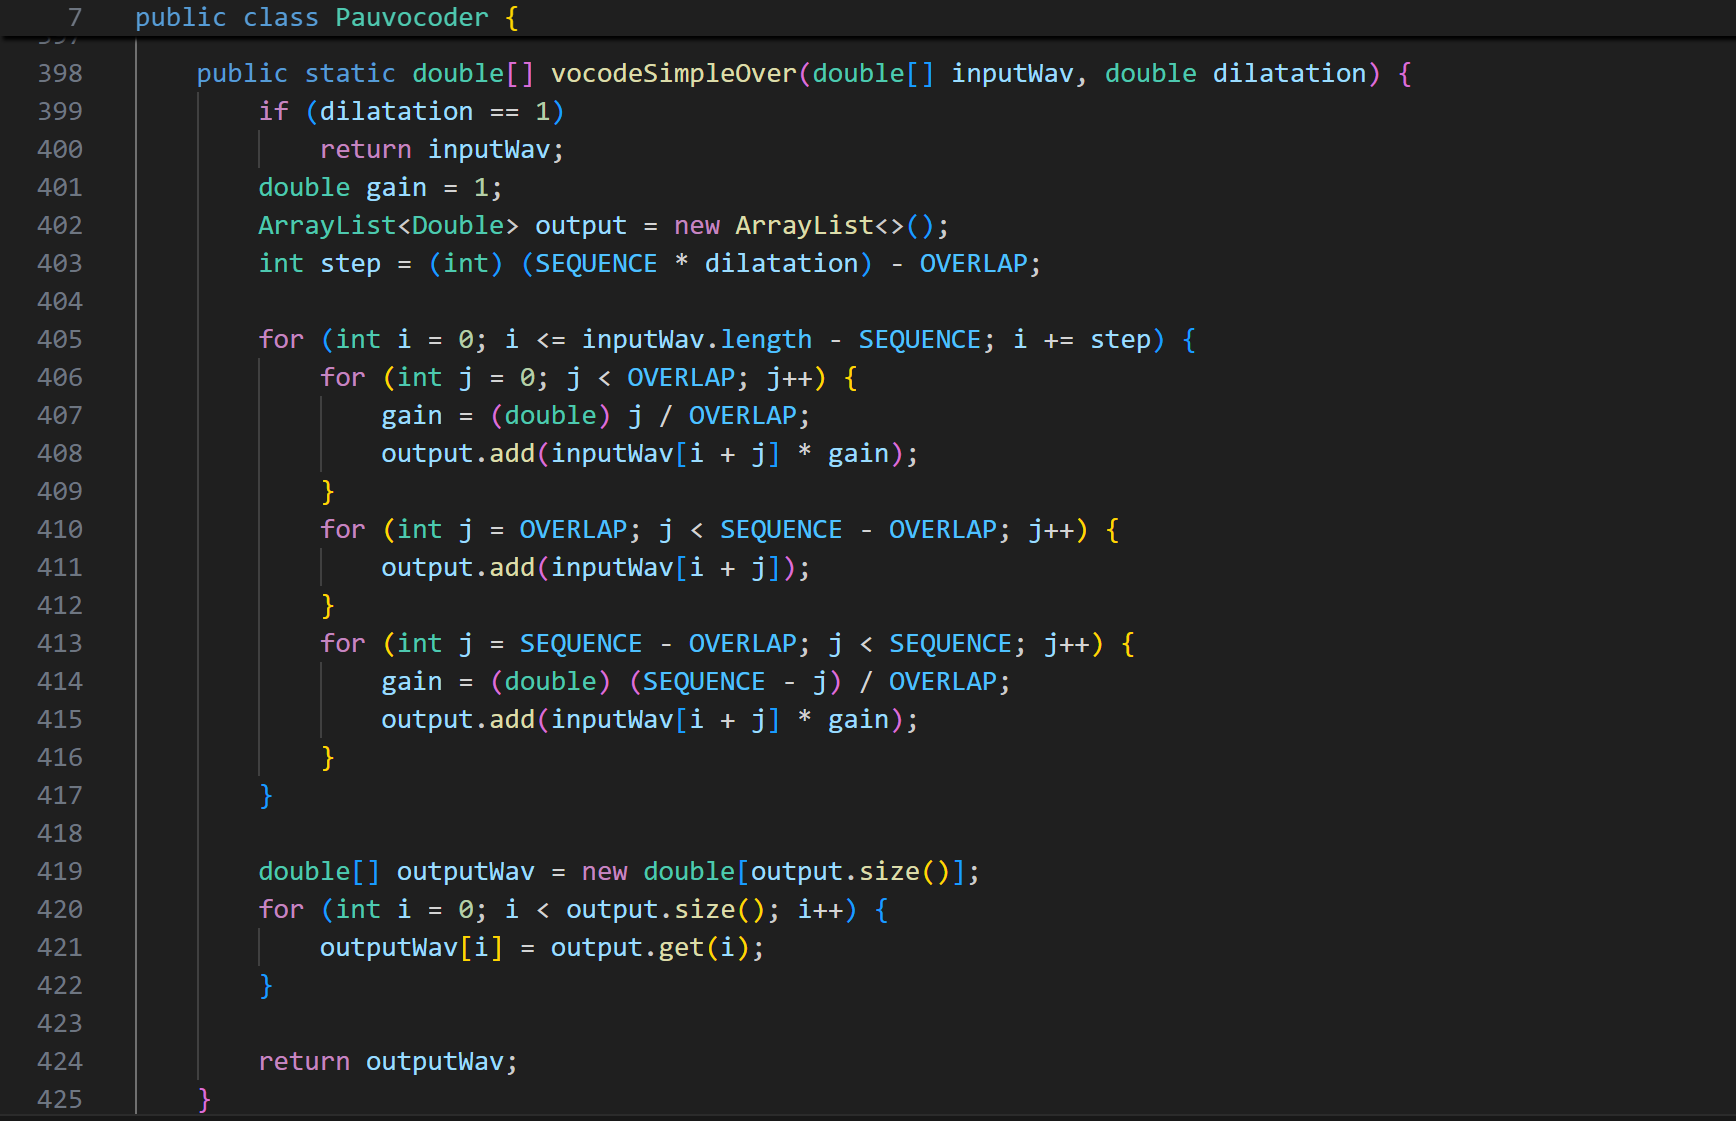 7 public class Pauvocoder {
398 public static double[] vocodeSimpleOver(double[] inputWav, double dilatation) {
399 if (dilatation == 1)
400 return inputWav;
401 double gain = 1;
402 ArrayList<Double> output = new ArrayList<>();
403 int step = (int) (SEQUENCE * dilatation) - OVERLAP;
404
405 for (int i = 0; i <= inputWav.length - SEQUENCE; i += step) {
406 for (int j = 0; j < OVERLAP; j++) {
407 gain = (double) j / OVERLAP;
408 output.add(inputWav[i + j] * gain);
409 }
410 for (int j = OVERLAP; j < SEQUENCE - OVERLAP; j++) {
411 output.add(inputWav[i + j]);
412 }
413 for (int j = SEQUENCE - OVERLAP; j < SEQUENCE; j++) {
414 gain = (double) (SEQUENCE - j) / OVERLAP;
415 output.add(inputWav[i + j] * gain);
416 }
417 }
418
419 double[] outputWav = new double[output.size()];
420 for (int i = 0; i < output.size(); i++) {
421 outputWav[i] = output.get(i);
422 }
423
424 return outputWav;
425 }